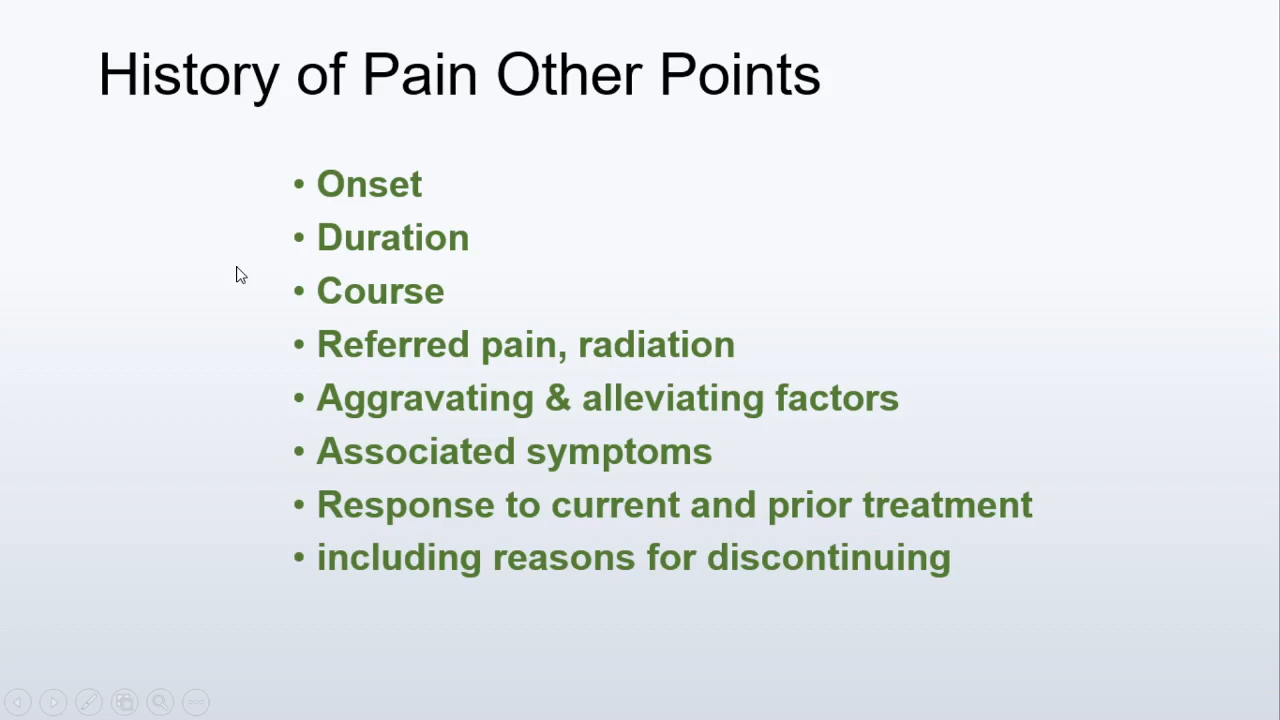 History of Pain Other Points
• Onset
• Duration
• Course
• Referred pain, radiation
• Aggravating & alleviating factors
• Associated symptoms
• Response to current and prior treatment
• including reasons for discontinuing